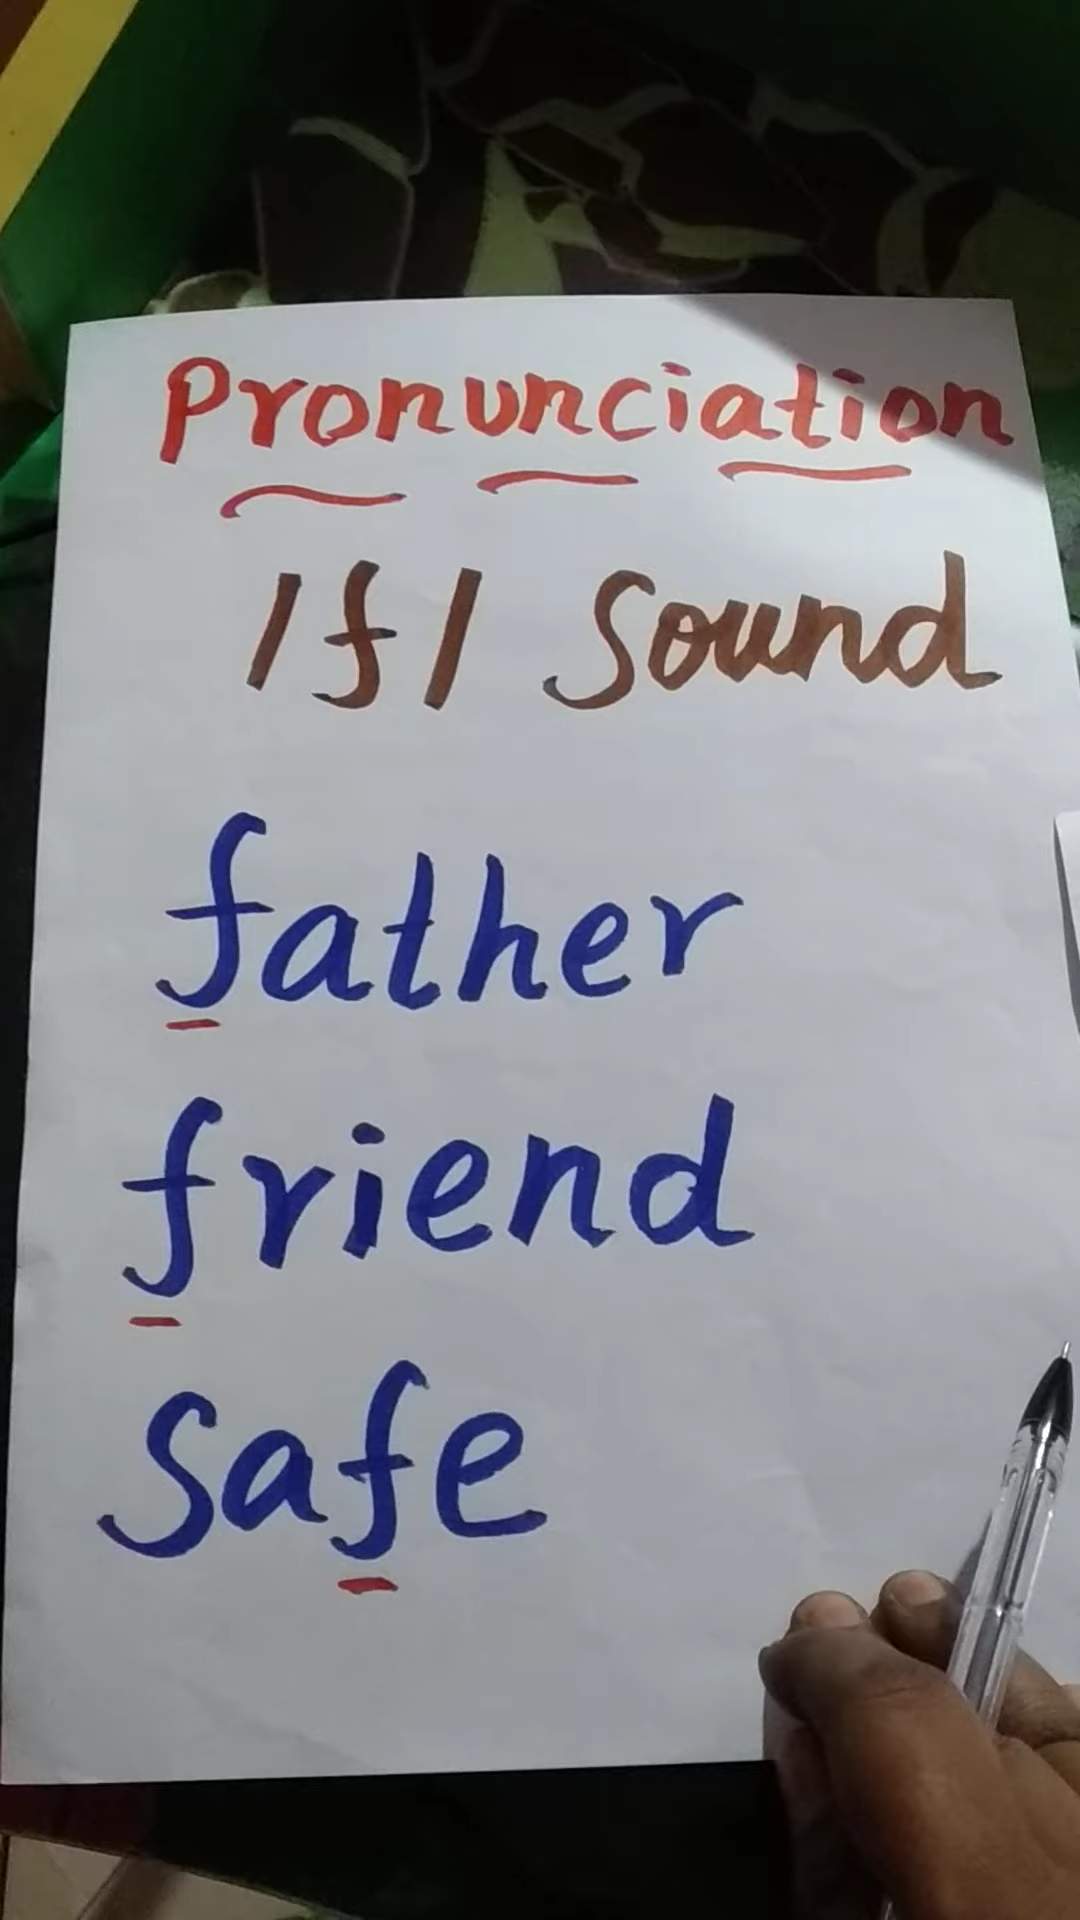 Pronunciation
/f/ Sound
father
friend
safe